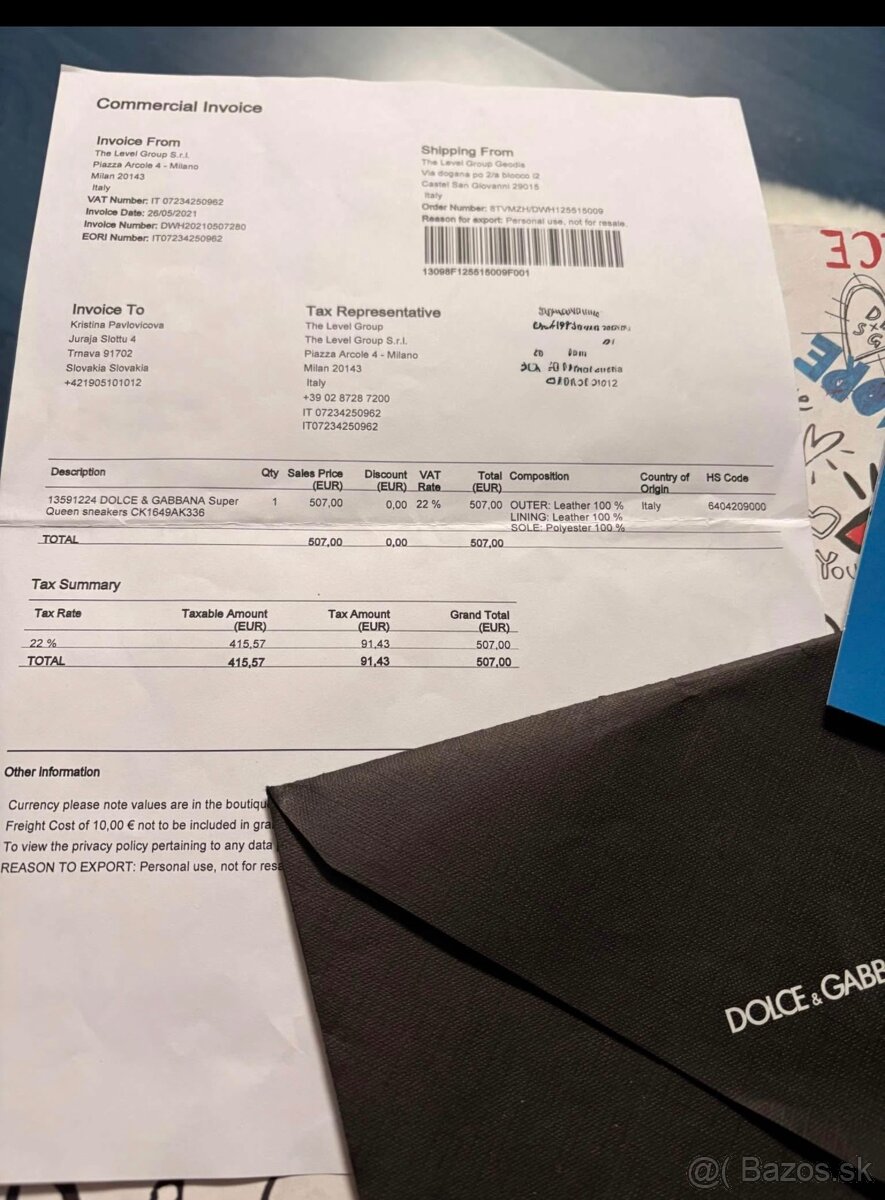 Commercial Invoice
Invoice From
The Level Group S.r.l.
Piazza Arcole 4 - Milano
Milan 20143
Italy
VAT Number: IT 07234250962
Invoice Date: 26/05/2021
Invoice Number: DWH20210507280
EORI Number: IT07234250962
Shipping From
The Level Group Geodis
Via dogana po 2/a blocco i2
Castel San Giovanni 29015
Italy
Order Number: 8TVMZH/DWH125515009
Reason for export: Personal use, not for resale.
13098F125515009F001
Invoice To
Kristina Pavlovicova
Juraja Slottu 4
Trnava 91702
Slovakia Slovakia
+421905101012
Tax Representative
The Level Group
The Level Group S.r.l.
Piazza Arcole 4 - Milano
Milan 20143
Italy
+39 02 8728 7200
IT 07234250962
IT07234250962
Description Qty Sales Price (EUR) Discount (EUR) VAT Rate Total (EUR) Composition Country of Origin HS Code
13591224 DOLCE & GABBANA Super 1 507,00 0,00 22 % 507,00 OUTER: Leather 100 % Italy 6404209000
Queen sneakers CK1649AK336 LINING: Leather 100 %
SOLE: Polyester 100 %
TOTAL 507,00 0,00 507,00
Tax Summary
Tax Rate Taxable Amount (EUR) Tax Amount (EUR) Grand Total (EUR)
22 % 415,57 91,43 507,00
TOTAL 415,57 91,43 507,00
Other Information
Currency please note values are in the boutiqu
Freight Cost of 10,00 € not to be included in gra
To view the privacy policy pertaining to any data
REASON TO EXPORT: Personal use, not for resa
DOLCE & GABB
You
@( Bazos.sk